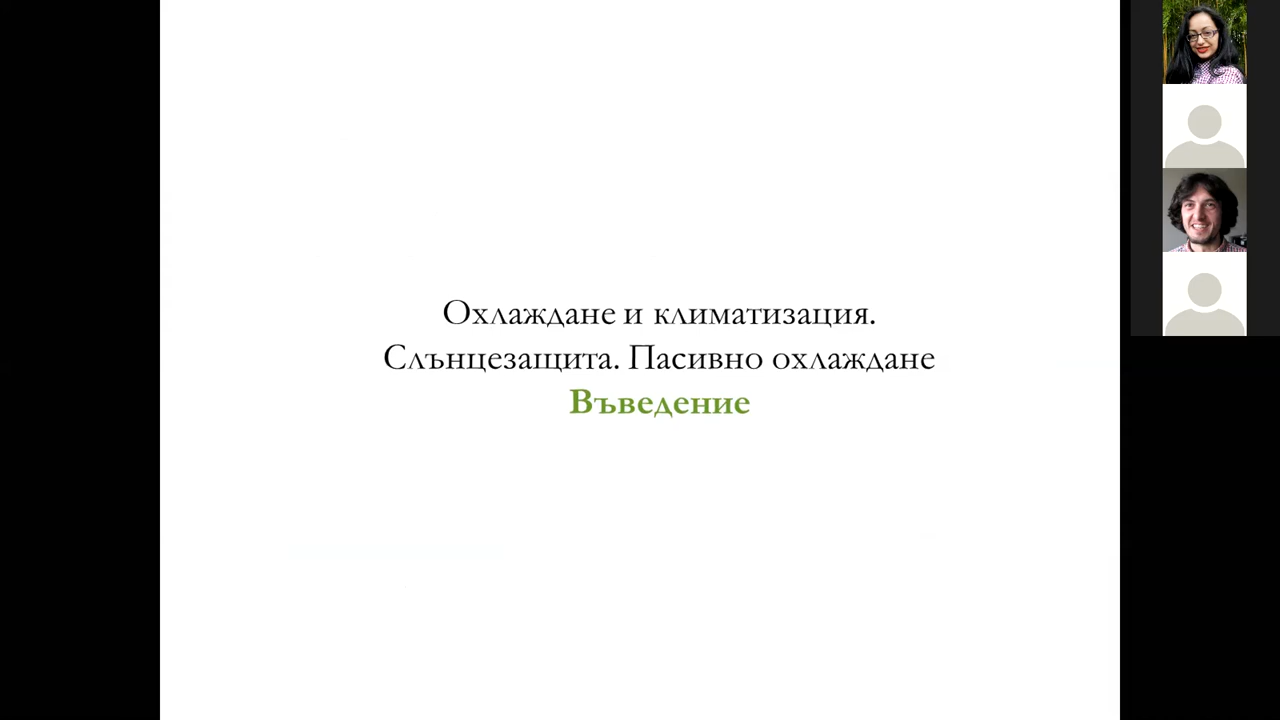 Охлаждане и климатизация.
Слънцезащита. Пасивно охлаждане
Въведение